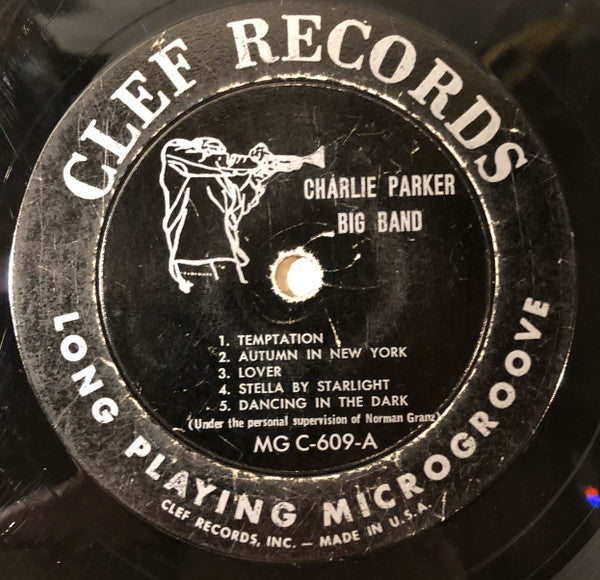 CLEF RECORDS
CHARLIE PARKER
BIG BAND
1. TEMPTATION
2. AUTUMN IN NEW YORK
3. LOVER
4. STELLA BY STARLIGHT
5. DANCING IN THE DARK
(Under the personal supervision of Norman Granz)
MG C-609-A
LONG PLAYING MICROGROOVE
CLEF RECORDS, INC. — MADE IN U.S.A.